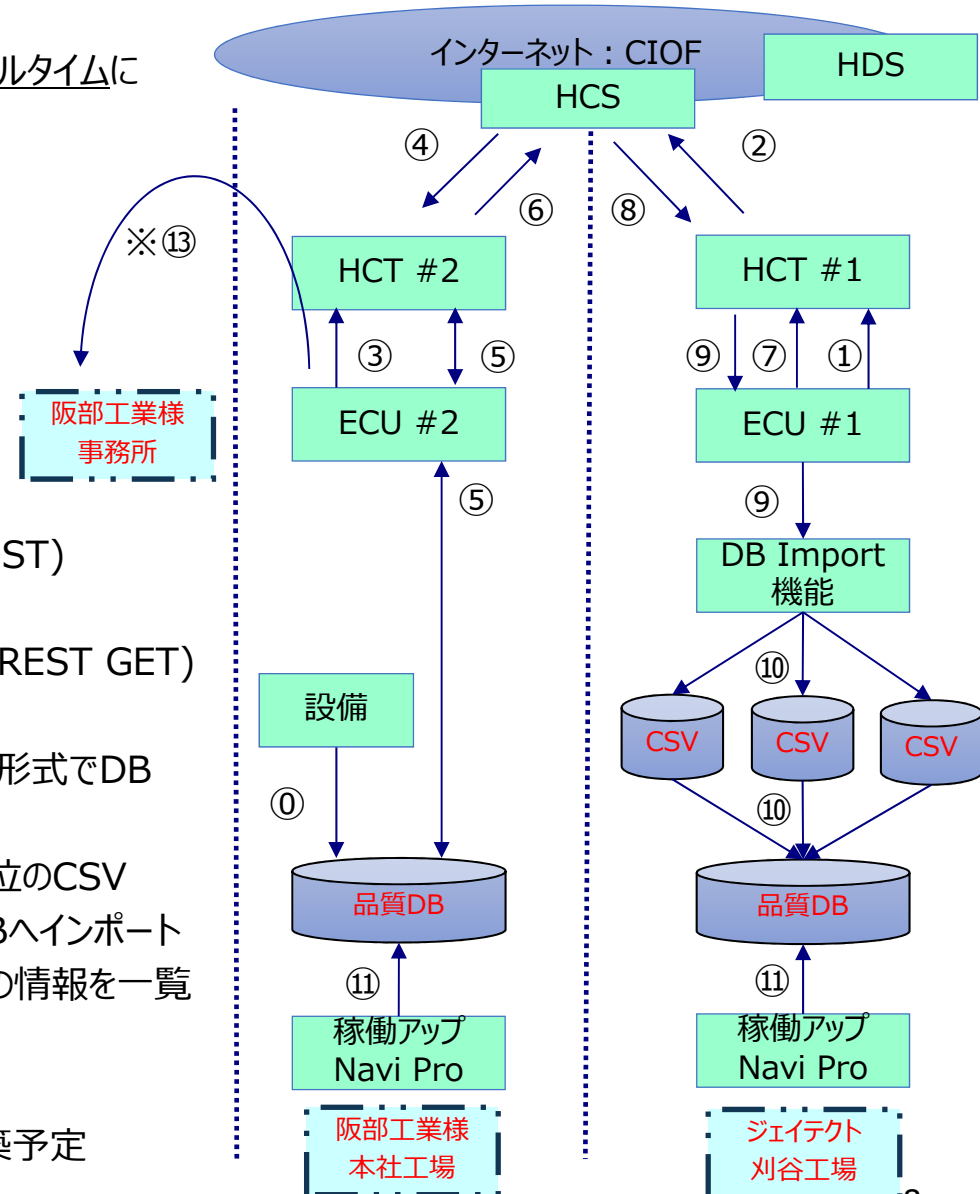 ルタイムに
ST)
REST GET)
形式でDB
立のCSV
Bへインポート
の情報を一覧
築予定
インターネット：CIOF
HDS
HCS
④
②
⑥
⑧
※⑬
HCT #2
HCT #1
③
⑤
⑨
⑦
①
阪部工業様
事務所
ECU #2
ECU #1
⑤
⑨
DB Import
機能
設備
⑩
CSV
CSV
CSV
⓪
⑩
品質DB
品質DB
⑪
⑪
稼働アップ
Navi Pro
稼働アップ
Navi Pro
阪部工業様
本社工場
ジェイテクト
刈谷工場